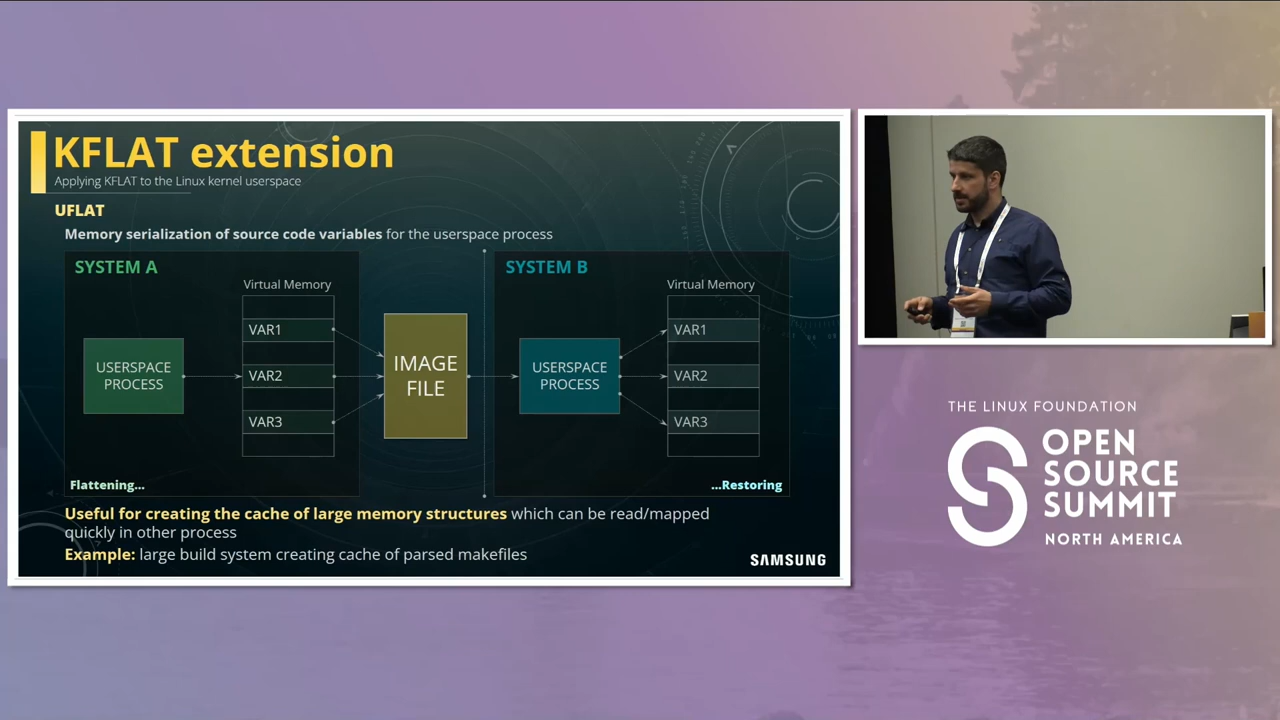 KFLAT extension
Applying KFLAT to the Linux kernel userspace
UFLAT
Memory serialization of source code variables for the userspace process
SYSTEM A
Virtual Memory
USERSPACE
PROCESS
VAR1
VAR2
VAR3
Flattening...
IMAGE
FILE
SYSTEM B
Virtual Memory
USERSPACE
PROCESS
VAR1
VAR2
VAR3
...Restoring
Useful for creating the cache of large memory structures which can be read/mapped
quickly in other process
Example: large build system creating cache of parsed makefiles
SAMSUNG
THE LINUX FOUNDATION
OPEN
SOURCE
SUMMIT
NORTH AMERICA